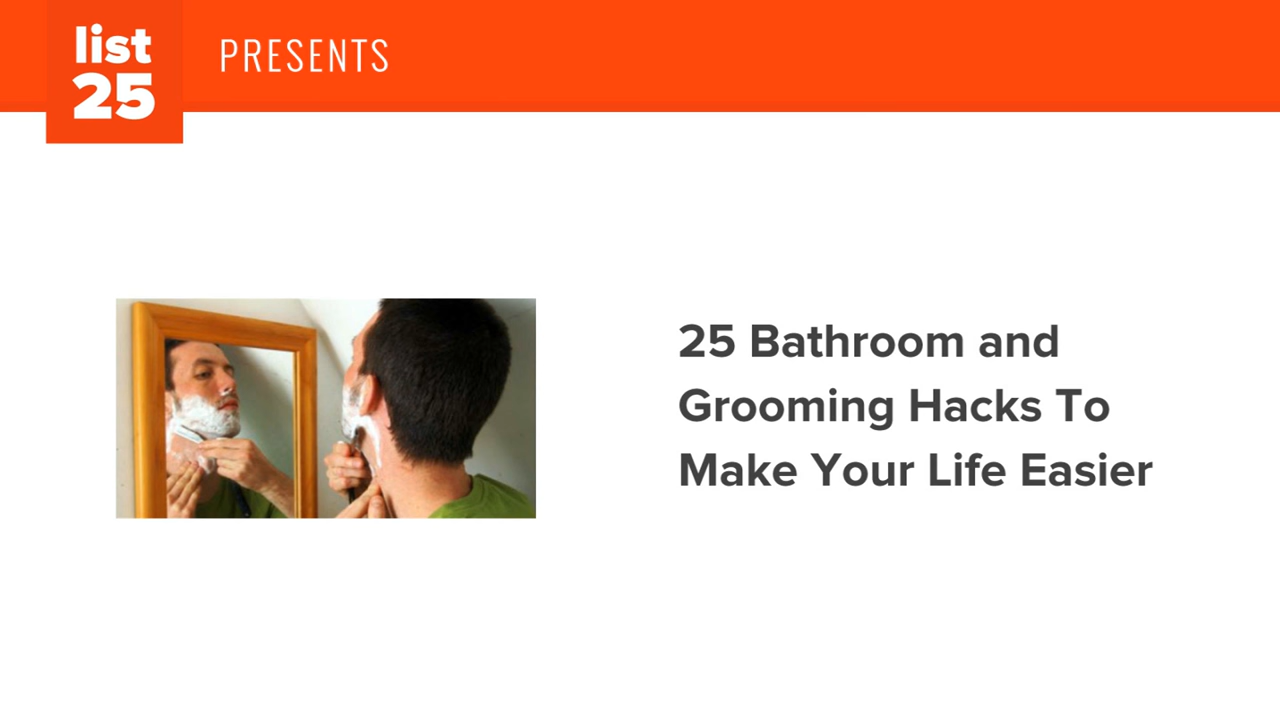 list
25
PRESENTS
25 Bathroom and
Grooming Hacks To
Make Your Life Easier